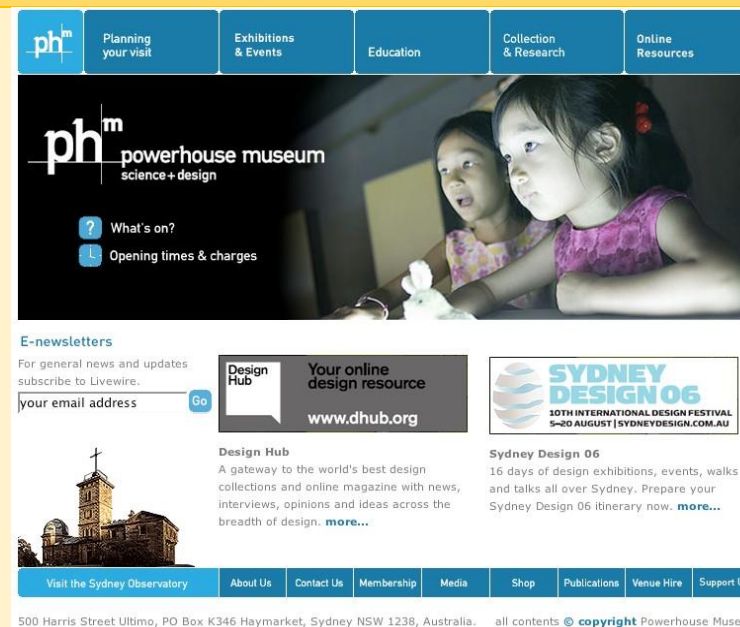 phm
Planning
your visit
Exhibitions
& Events
Education
Collection
& Research
Online
Resources
phm
powerhouse museum
science+design
? What's on?
Opening times & charges
E-newsletters
For general news and updates
subscribe to Livewire.
your email address Go
Design
Hub
Your online
design resource
www.dhub.org
Design Hub
A gateway to the world's best design
collections and online magazine with news,
interviews, opinions and ideas across the
breadth of design. more...
SYDNEY
DESIGN 06
10TH INTERNATIONAL DESIGN FESTIVAL
5–20 AUGUST | SYDNEYDESIGN.COM.AU
Sydney Design 06
16 days of design exhibitions, events, walks
and talks all over Sydney. Prepare your
Sydney Design 06 itinerary now. more...
Visit the Sydney Observatory
About Us
Contact Us
Membership
Media
Shop
Publications
Venue Hire
Support U
500 Harris Street Ultimo, PO Box K346 Haymarket, Sydney NSW 1238, Australia.
all contents © copyright Powerhouse Muse